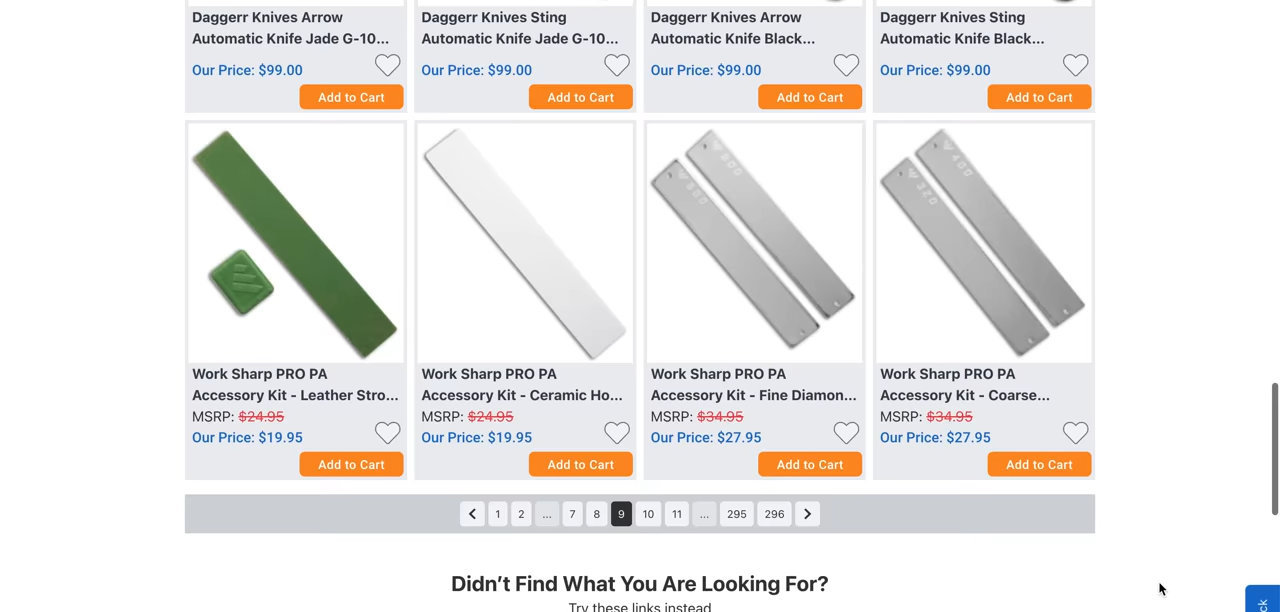 Daggerr Knives Arrow
Automatic Knife Jade G-10...
Our Price: $99.00
Add to Cart
Daggerr Knives Sting
Automatic Knife Jade G-10...
Our Price: $99.00
Add to Cart
Daggerr Knives Arrow
Automatic Knife Black...
Our Price: $99.00
Add to Cart
Daggerr Knives Sting
Automatic Knife Black...
Our Price: $99.00
Add to Cart
Work Sharp PRO PA
Accessory Kit - Leather Stro...
MSRP: $24.95
Our Price: $19.95
Add to Cart
Work Sharp PRO PA
Accessory Kit - Ceramic Ho...
MSRP: $24.95
Our Price: $19.95
Add to Cart
800
Work Sharp PRO PA
Accessory Kit - Fine Diamon...
MSRP: $34.95
Our Price: $27.95
Add to Cart
400
320
Work Sharp PRO PA
Accessory Kit - Coarse...
MSRP: $34.95
Our Price: $27.95
Add to Cart
1 2 ... 7 8 9 10 11 ... 295 296
Didn't Find What You Are Looking For?
Try these links instead